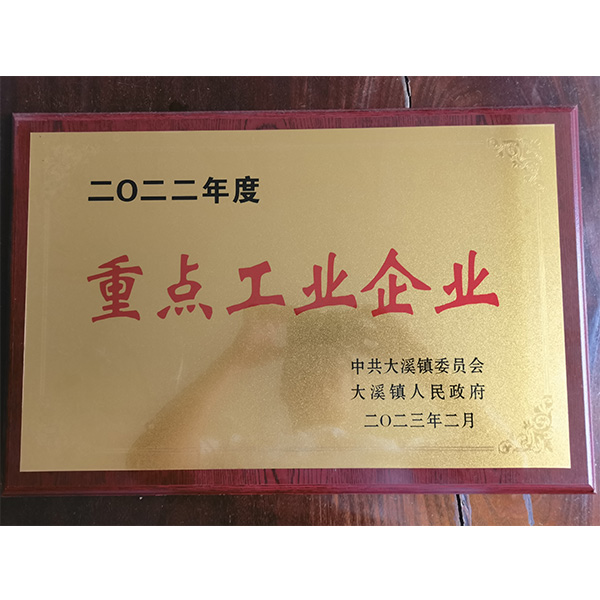 二〇二二年度
重点工业企业
中共大溪镇委员会
大溪镇人民政府
二〇二三年二月